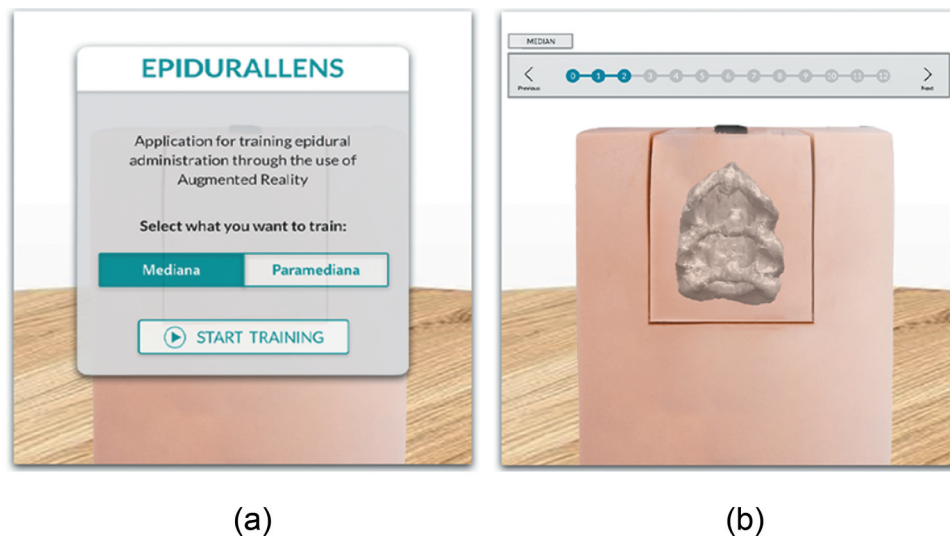 EPIDURALLENS
Application for training epidural
administration through the use of
Augmented Reality
Select what you want to train:
Mediana Paramediana
START TRAINING
(a)
MEDIAN
0 1 2 3 4 5 6 7 8 9 10 11 12
Previous Next
(b)